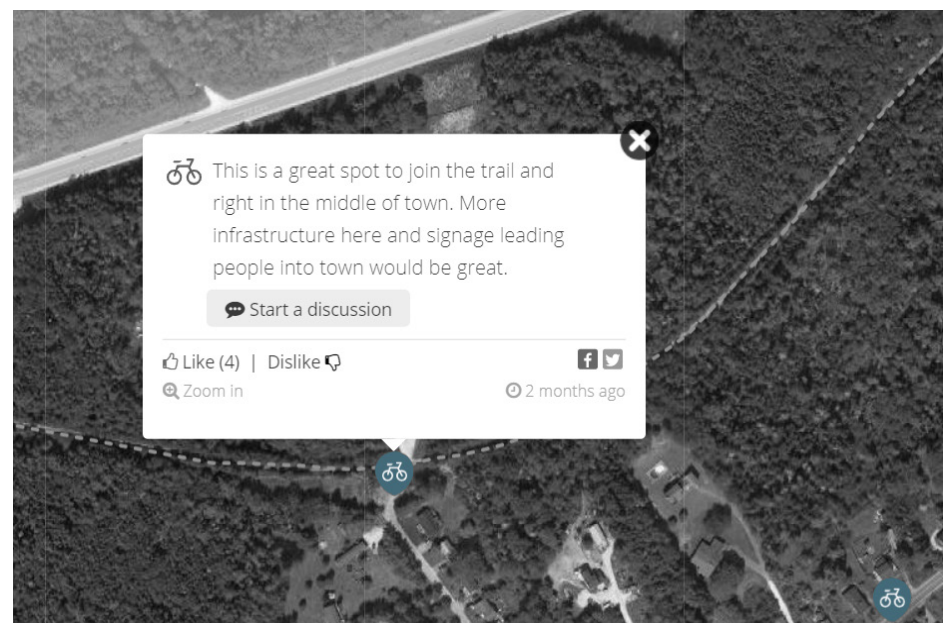 This is a great spot to join the trail and
right in the middle of town. More
infrastructure here and signage leading
people into town would be great.
Start a discussion
Like (4) | Dislike
Zoom in
2 months ago